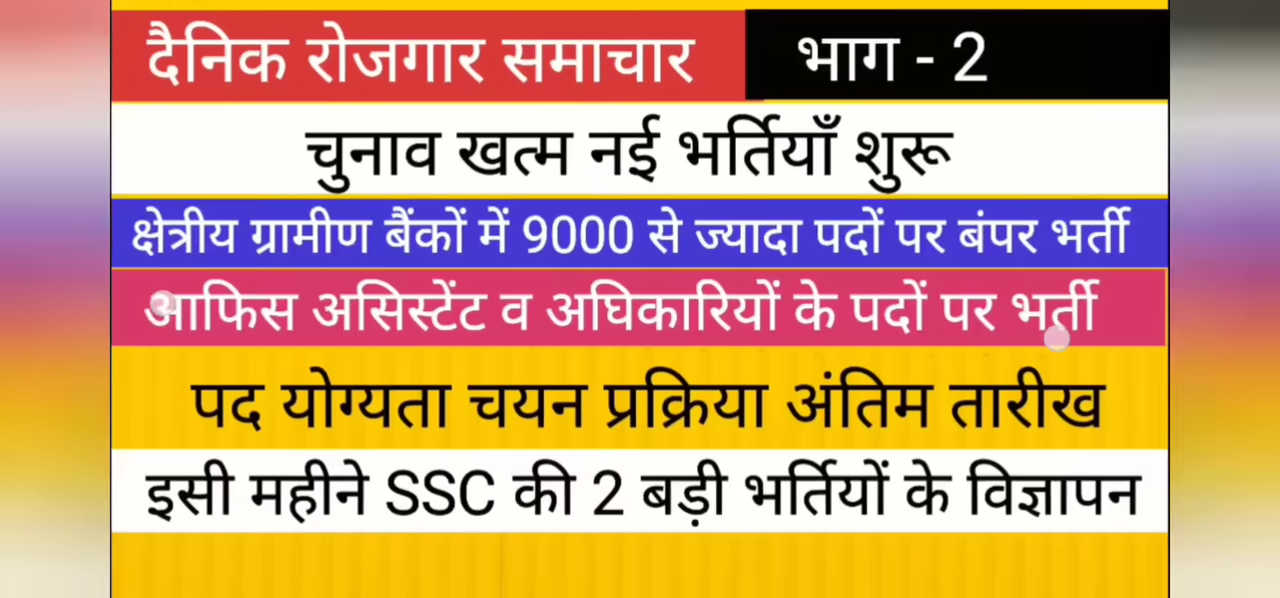 दैनिक रोजगार समाचार भाग - 2
चुनाव खत्म नई भर्तियाँ शुरू
क्षेत्रीय ग्रामीण बैंकों में 9000 से ज्यादा पदों पर बंपर भर्ती
आफिस असिस्टेंट व अघिकारियों के पदों पर भर्ती
पद योग्यता चयन प्रक्रिया अंतिम तारीख
इसी महीने SSC की 2 बड़ी भर्तियों के विज्ञापन